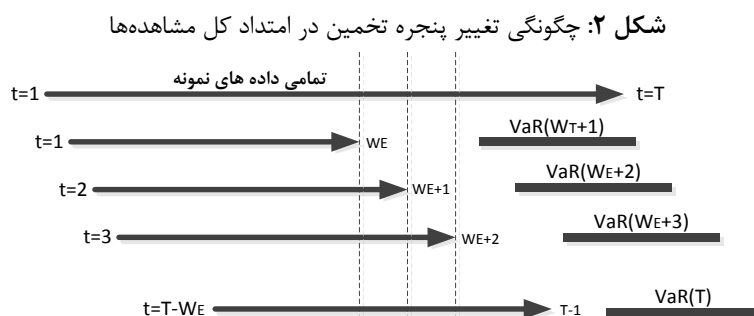 شکل ۲: چگونگی تغییر پنجره تخمین در امتداد کل مشاهده‌ها
تمامی داده های نمونه
t=1 t=T
t=1 WE VaR(WT+1)
t=2 WE+1 VaR(WE+2)
t=3 WE+2 VaR(WE+3)
t=T-WE T-1 VaR(T)